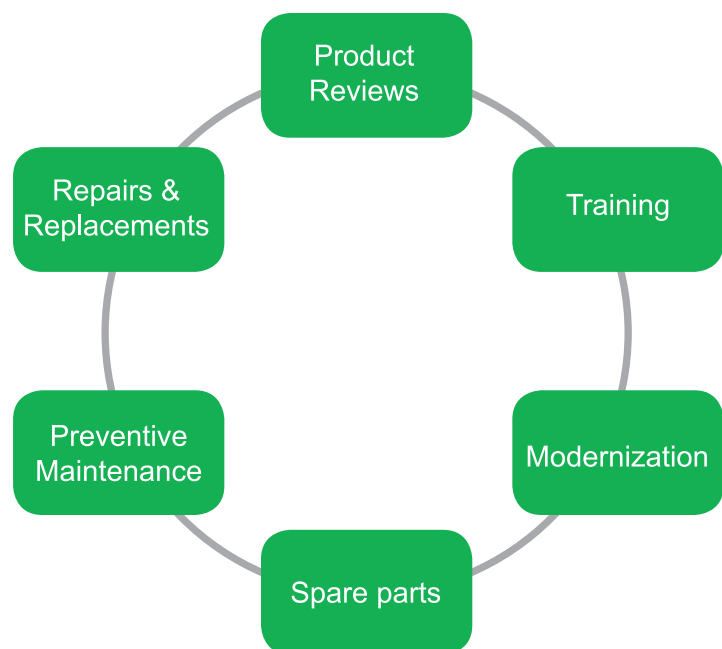 Product
Reviews
Training
Modernization
Spare parts
Preventive
Maintenance
Repairs &
Replacements